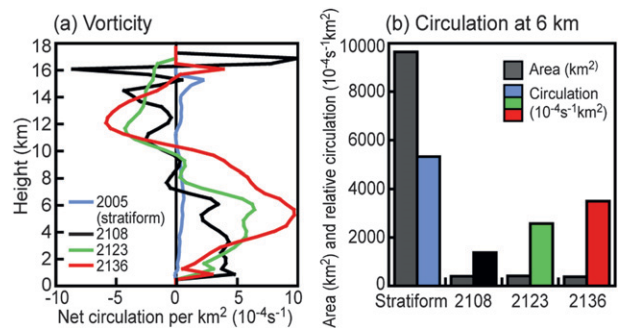 (a) Vorticity
18
16
14
12
10
8
6
4
2
0
Height (km)
2005
(stratiform)
2108
2123
2136
-10 -5 0 5 10
Net circulation per km² (10⁻⁴s⁻¹)
(b) Circulation at 6 km
10000
8000
6000
4000
2000
0
Area (km²) and relative circulation (10⁻⁴s⁻¹km²)
Area (km²)
Circulation
(10⁻⁴s⁻¹km²)
Stratiform 2108 2123 2136